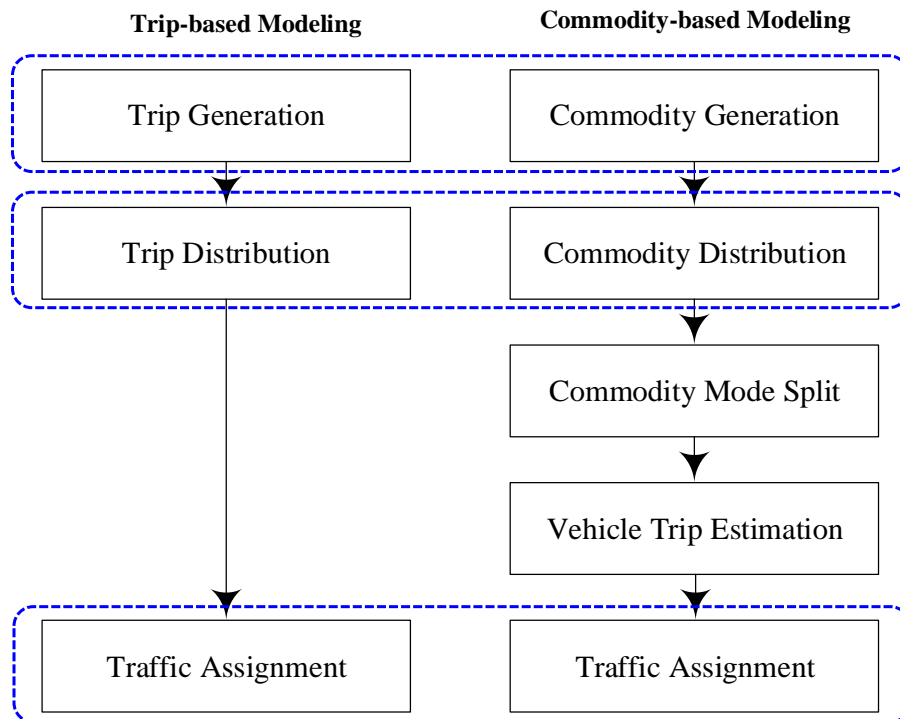 Trip-based Modeling
Commodity-based Modeling
Trip Generation
Commodity Generation
Trip Distribution
Commodity Distribution
Commodity Mode Split
Vehicle Trip Estimation
Traffic Assignment
Traffic Assignment